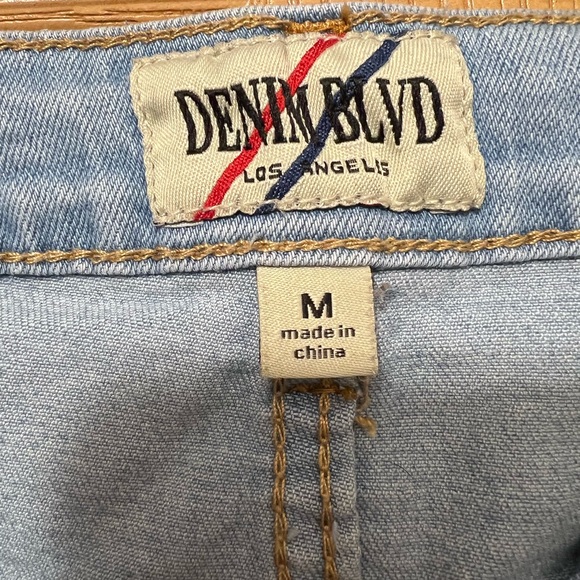 DENIM BLVD
LOS ANGELES
M
made in
china